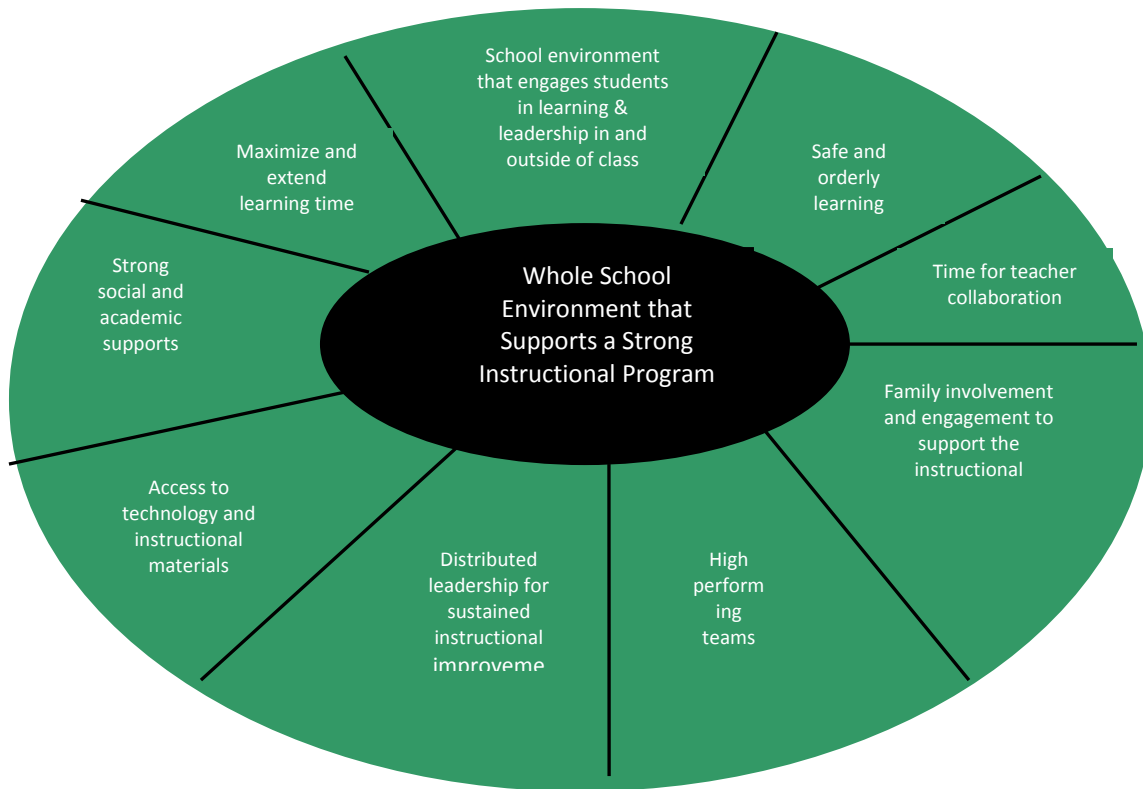 School environment
that engages students
in learning &
leadership in and
outside of class
Safe and
orderly
learning
Time for teacher
collaboration
Family involvement
and engagement to
support the
instructional
High
perform
ing
teams
Distributed
leadership for
sustained
instructional
improveme
Access to
technology and
instructional
materials
Strong
social and
academic
supports
Maximize and
extend
learning time
Whole School
Environment that
Supports a Strong
Instructional Program